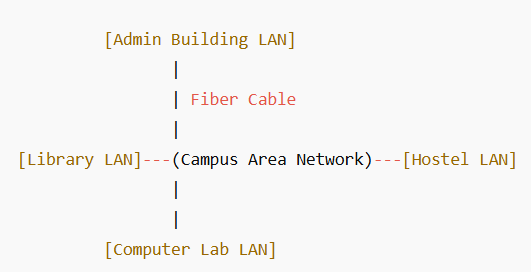 [Admin Building LAN]
|
| Fiber Cable
|
[Library LAN]---(Campus Area Network)---[Hostel LAN]
|
|
[Computer Lab LAN]